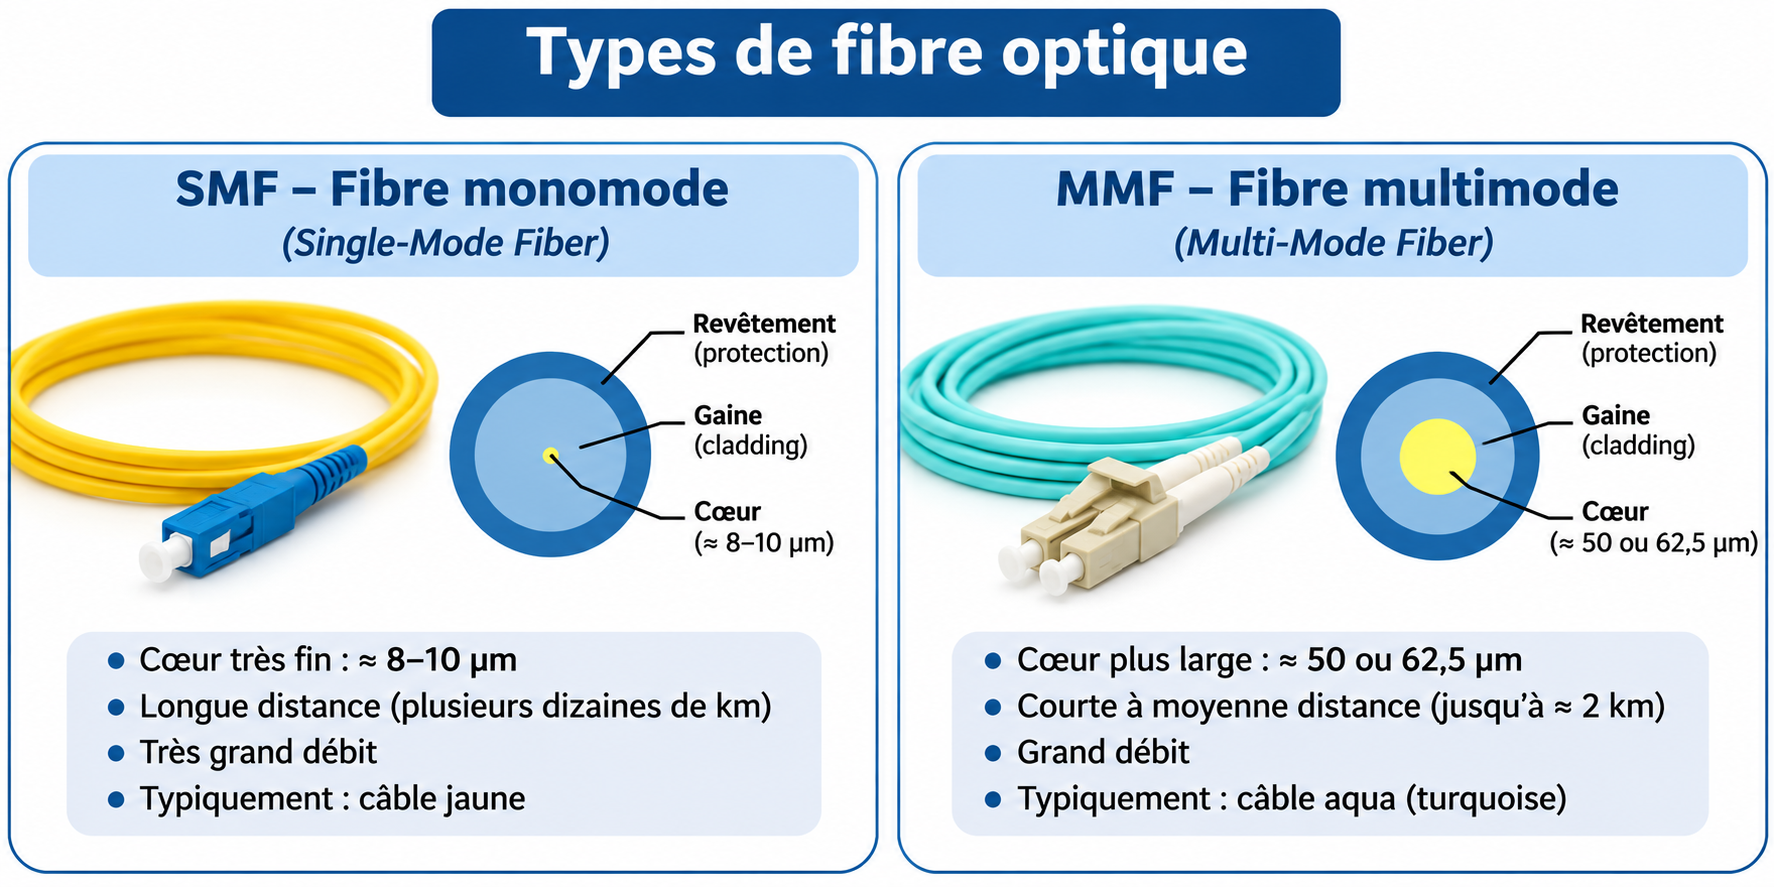 Types de fibre optique
SMF – Fibre monomode
(Single-Mode Fiber)
Revêtement
(protection)
Gaine
(cladding)
Cœur
(≈ 8–10 µm)
• Cœur très fin : ≈ 8–10 µm
• Longue distance (plusieurs dizaines de km)
• Très grand débit
• Typiquement : câble jaune
MMF – Fibre multimode
(Multi-Mode Fiber)
Revêtement
(protection)
Gaine
(cladding)
Cœur
(≈ 50 ou 62,5 µm)
• Cœur plus large : ≈ 50 ou 62,5 µm
• Courte à moyenne distance (jusqu’à ≈ 2 km)
• Grand débit
• Typiquement : câble aqua (turquoise)